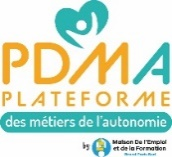 PDMA
PLATEFORME
des métiers de l'autonomie
by Maison De l'Emploi
et de la Formation